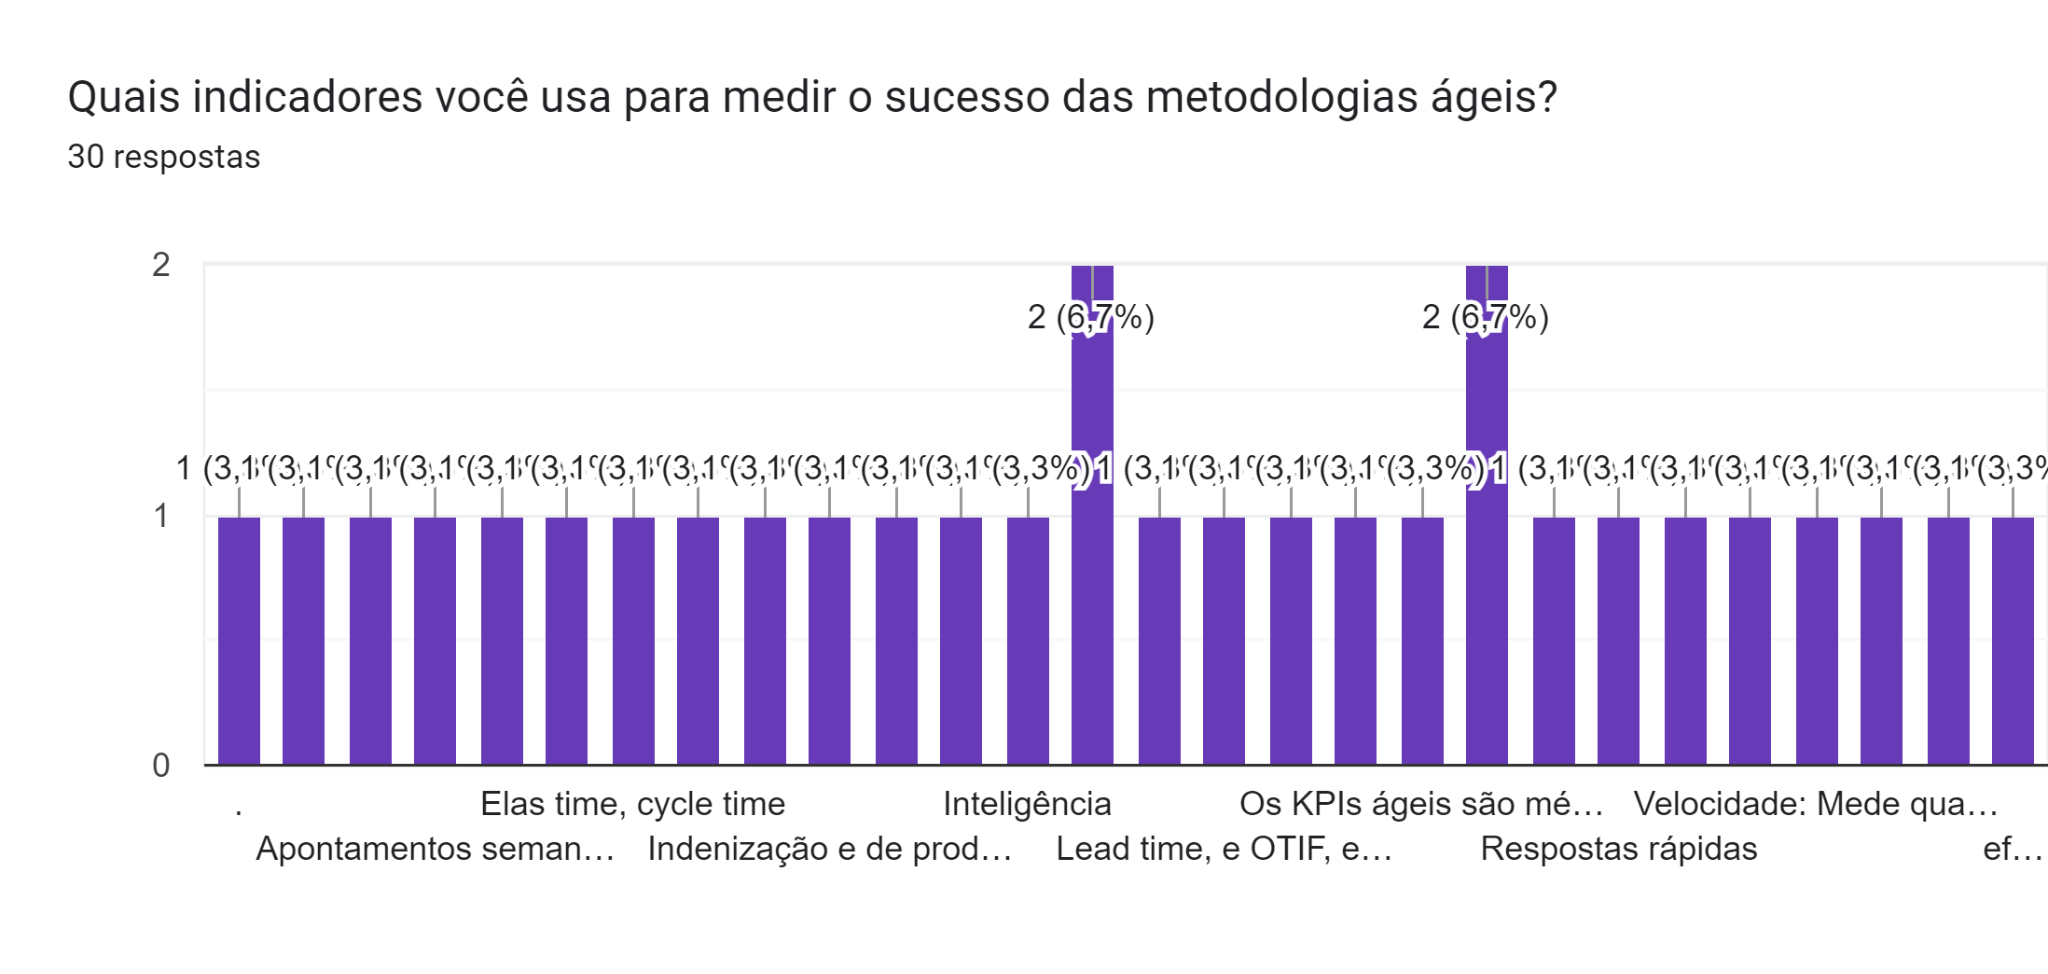 Quais indicadores você usa para medir o sucesso das metodologias ágeis?
30 respostas
2
2 (6,7%) 2 (6,7%)
1
0
. Elas time, cycle time Inteligência Os KPIs ágeis são mé… Velocidade: Mede qua…
Apontamentos seman… Indenização e de prod… Lead time, e OTIF, e… Respostas rápidas ef…